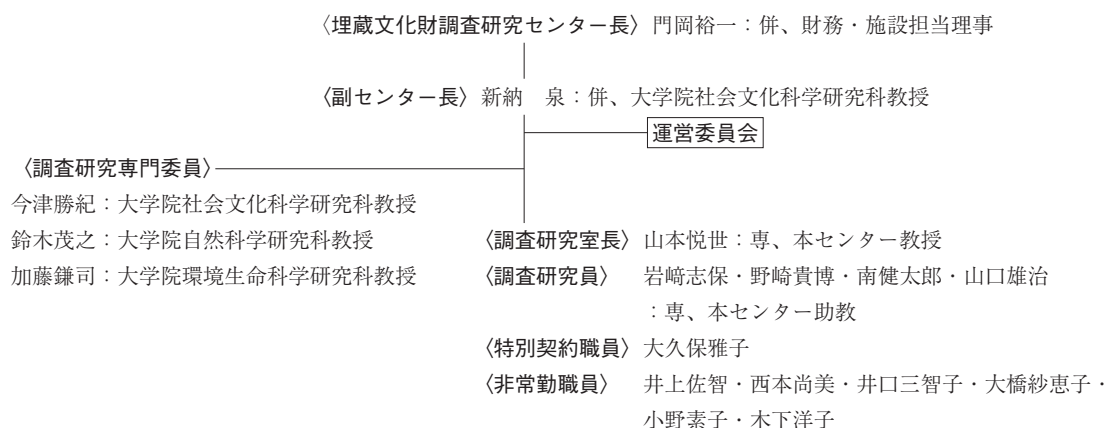 〈埋蔵文化財調査研究センター長〉門岡裕一：併、財務・施設担当理事
〈副センター長〉新納　泉：併、大学院社会文化科学研究科教授
運営委員会
〈調査研究専門委員〉
今津勝紀：大学院社会文化科学研究科教授
鈴木茂之：大学院自然科学研究科教授
加藤鎌司：大学院環境生命科学研究科教授
〈調査研究室長〉山本悦世：専、本センター教授
〈調査研究員〉　岩﨑志保・野崎貴博・南健太郎・山口雄治
：専、本センター助教
〈特別契約職員〉大久保雅子
〈非常勤職員〉　井上佐智・西本尚美・井口三智子・大橋紗恵子・
小野素子・木下洋子